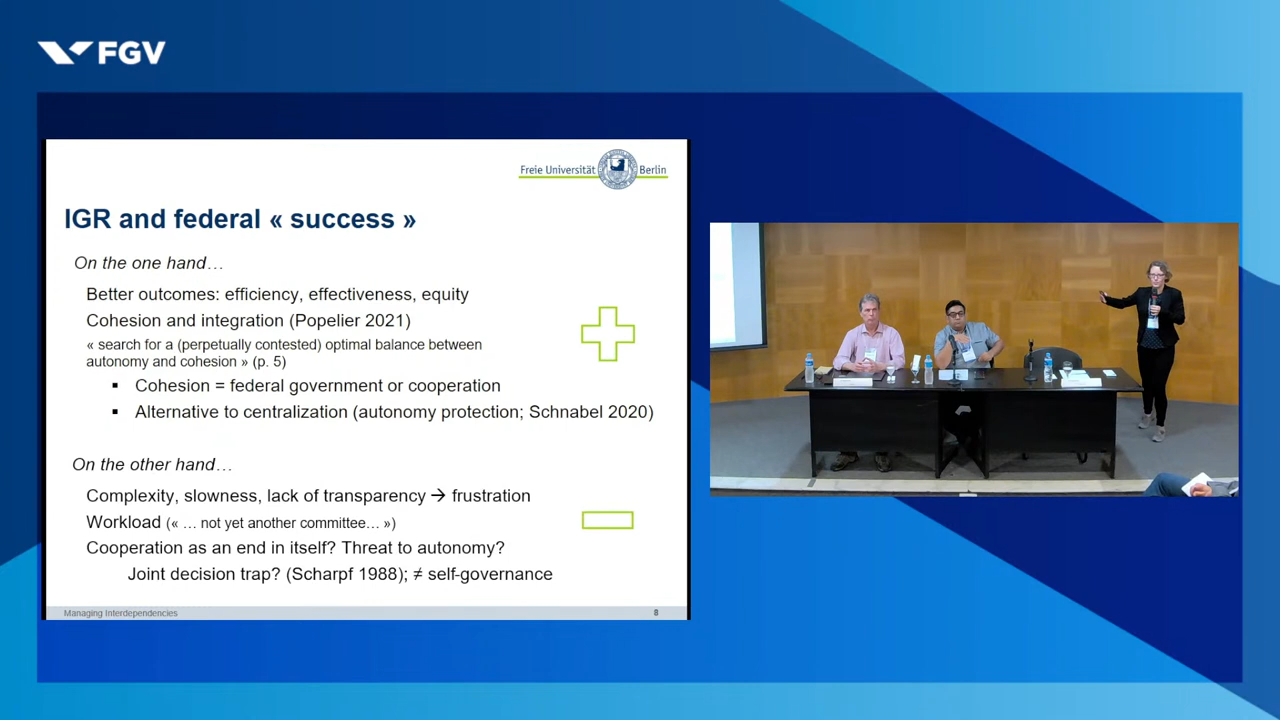 FGV
Freie Universität Berlin
IGR and federal « success »
On the one hand…
Better outcomes: efficiency, effectiveness, equity
Cohesion and integration (Popelier 2021)
« search for a (perpetually contested) optimal balance between
autonomy and cohesion » (p. 5)
▪ Cohesion = federal government or cooperation
▪ Alternative to centralization (autonomy protection; Schnabel 2020)
On the other hand…
Complexity, slowness, lack of transparency → frustration
Workload (« … not yet another committee… »)
Cooperation as an end in itself? Threat to autonomy?
Joint decision trap? (Scharpf 1988); ≠ self-governance
Managing Interdependencies 8